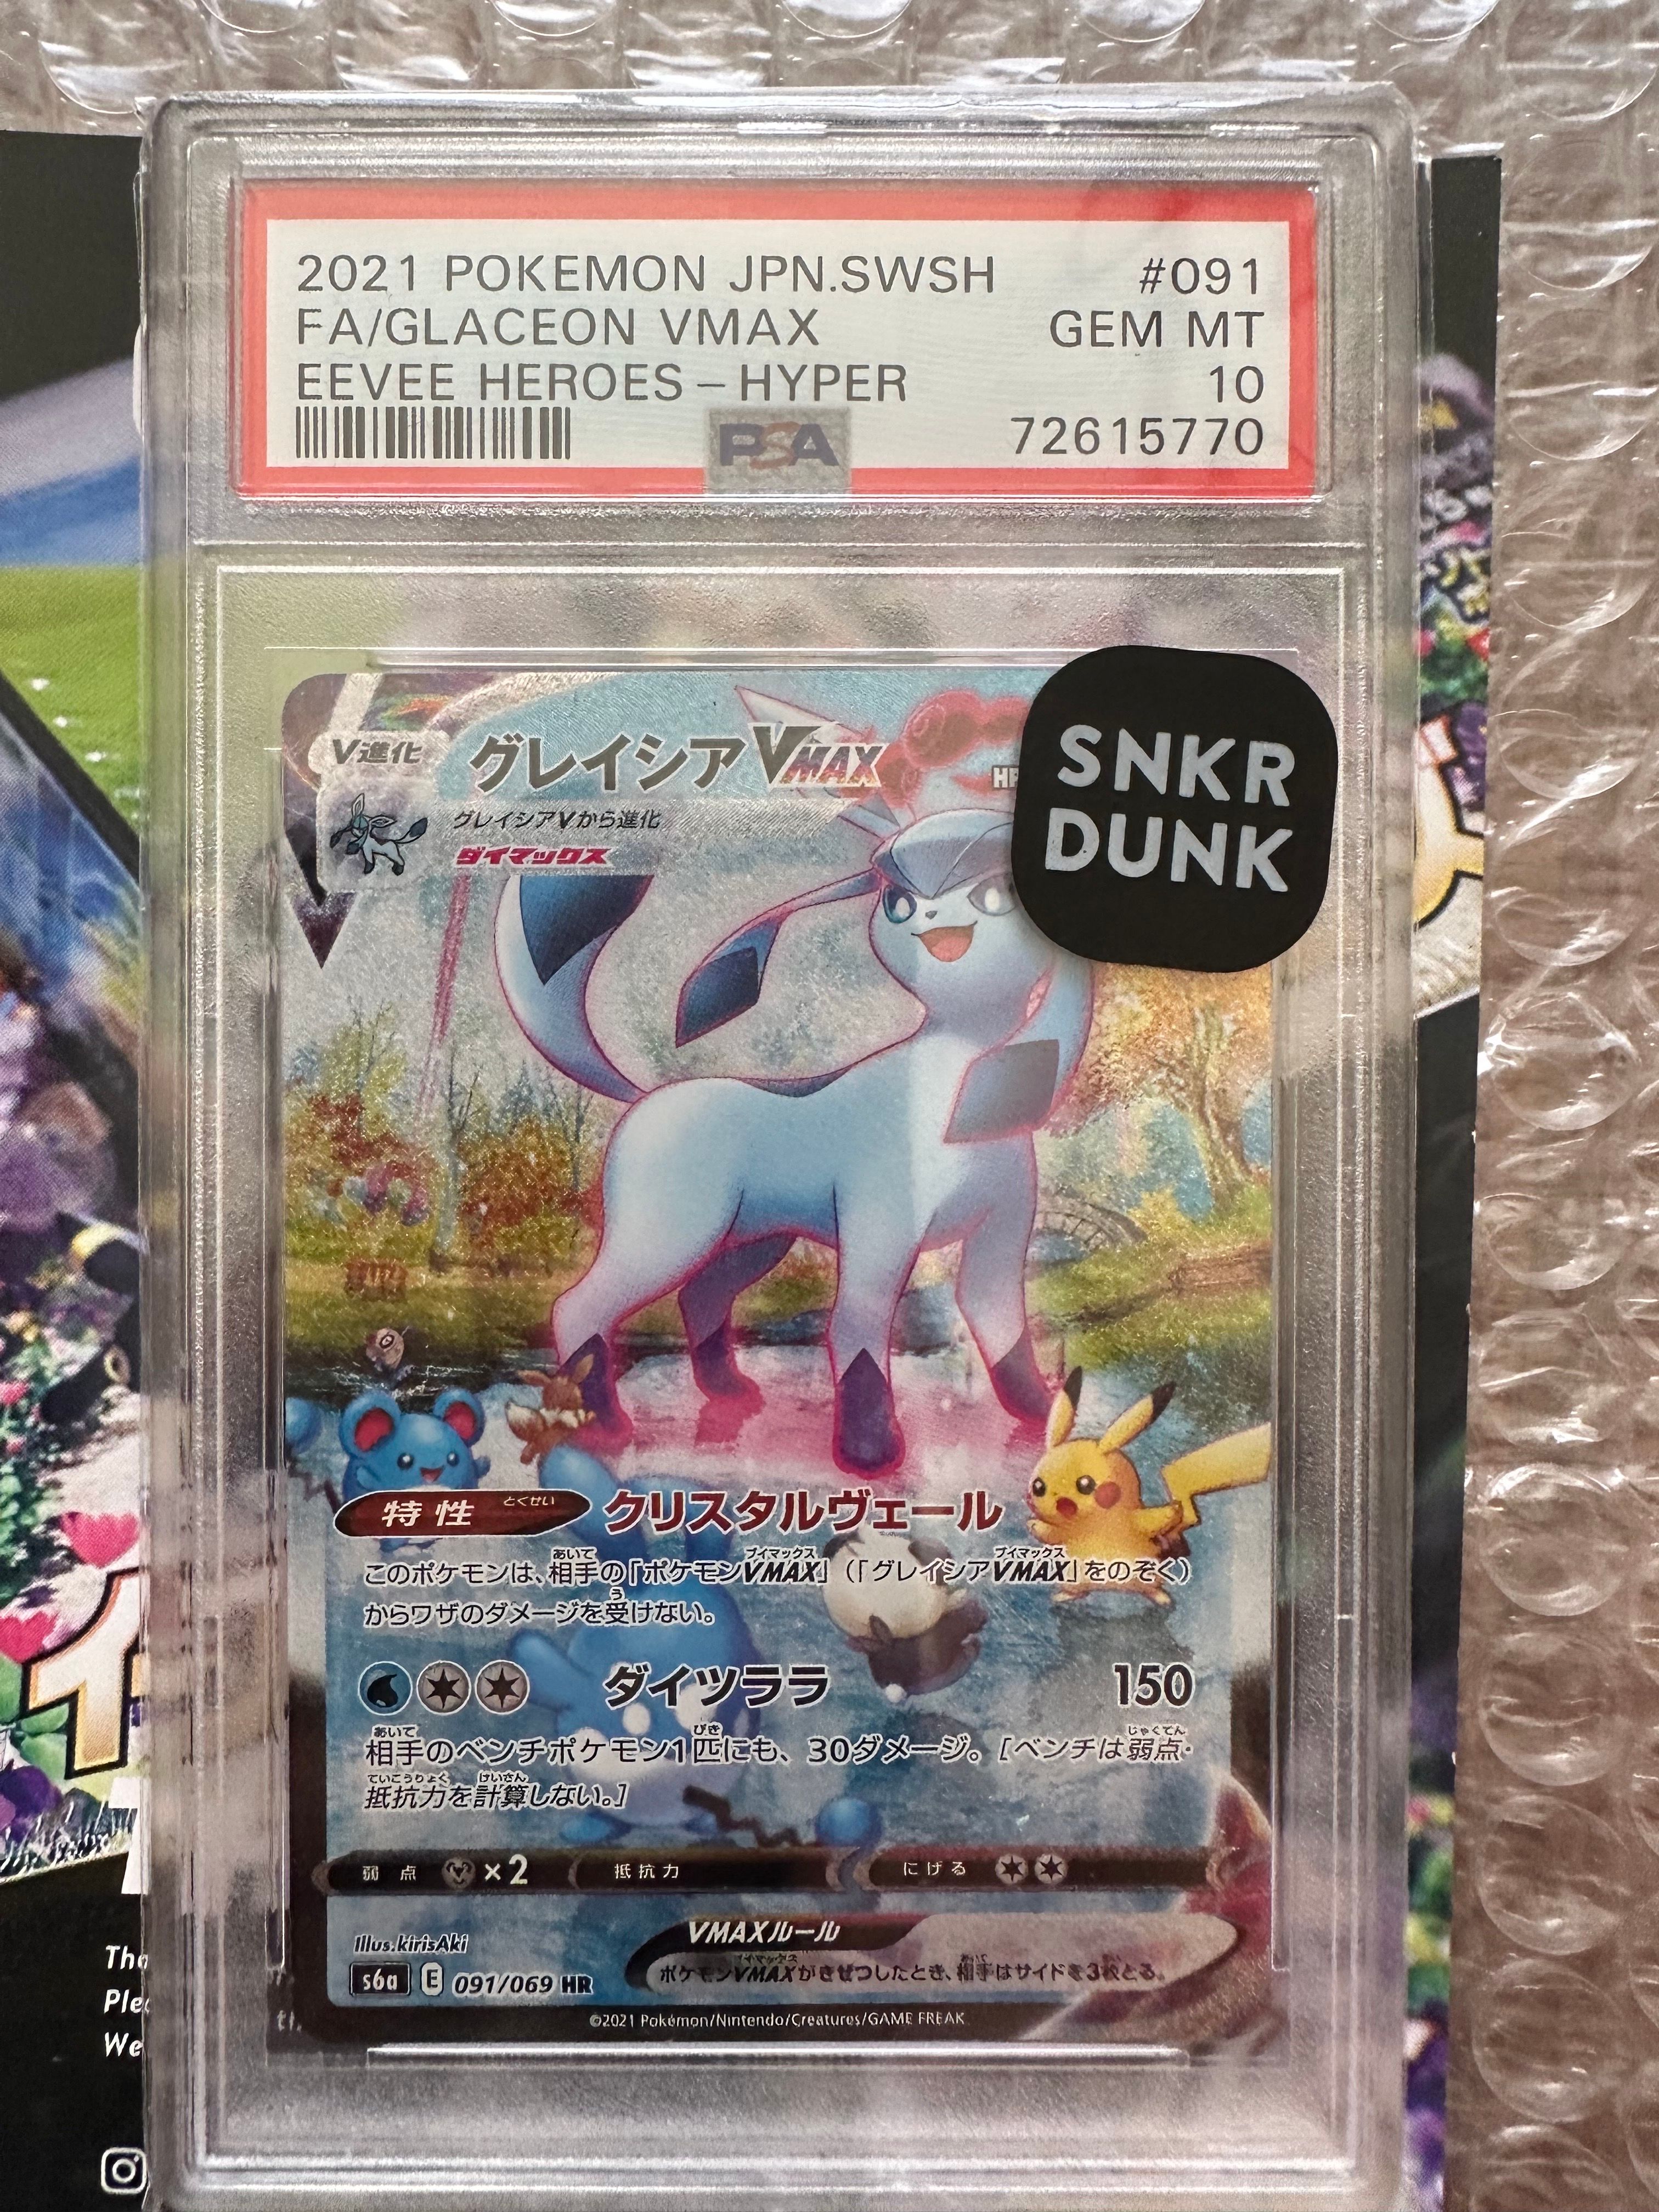 2021 POKEMON JPN.SWSH #091
FA/GLACEON VMAX GEM MT
EEVEE HEROES – HYPER 10
PSA 72615770
SNKR
DUNK
V進化
グレイシアVMAX
グレイシアVから進化
ダイマックス
特性 とくせい クリスタルヴェール
このポケモンは、相手の「ポケモンVMAX」(「グレイシアVMAX」をのぞく)
からワザのダメージを受けない。
ダイツララ 150
相手のベンチポケモン1匹にも、30ダメージ。[ベンチは弱点・
抵抗力を計算しない。]
弱点 ×2 抵抗力 にげる
Illus.kirisAki
VMAXルール
s6a E 091/069 HR
ポケモンVMAXがきぜつしたとき、相手はサイドを3枚とる。
©2021 Pokémon/Nintendo/Creatures/GAME FREAK
We